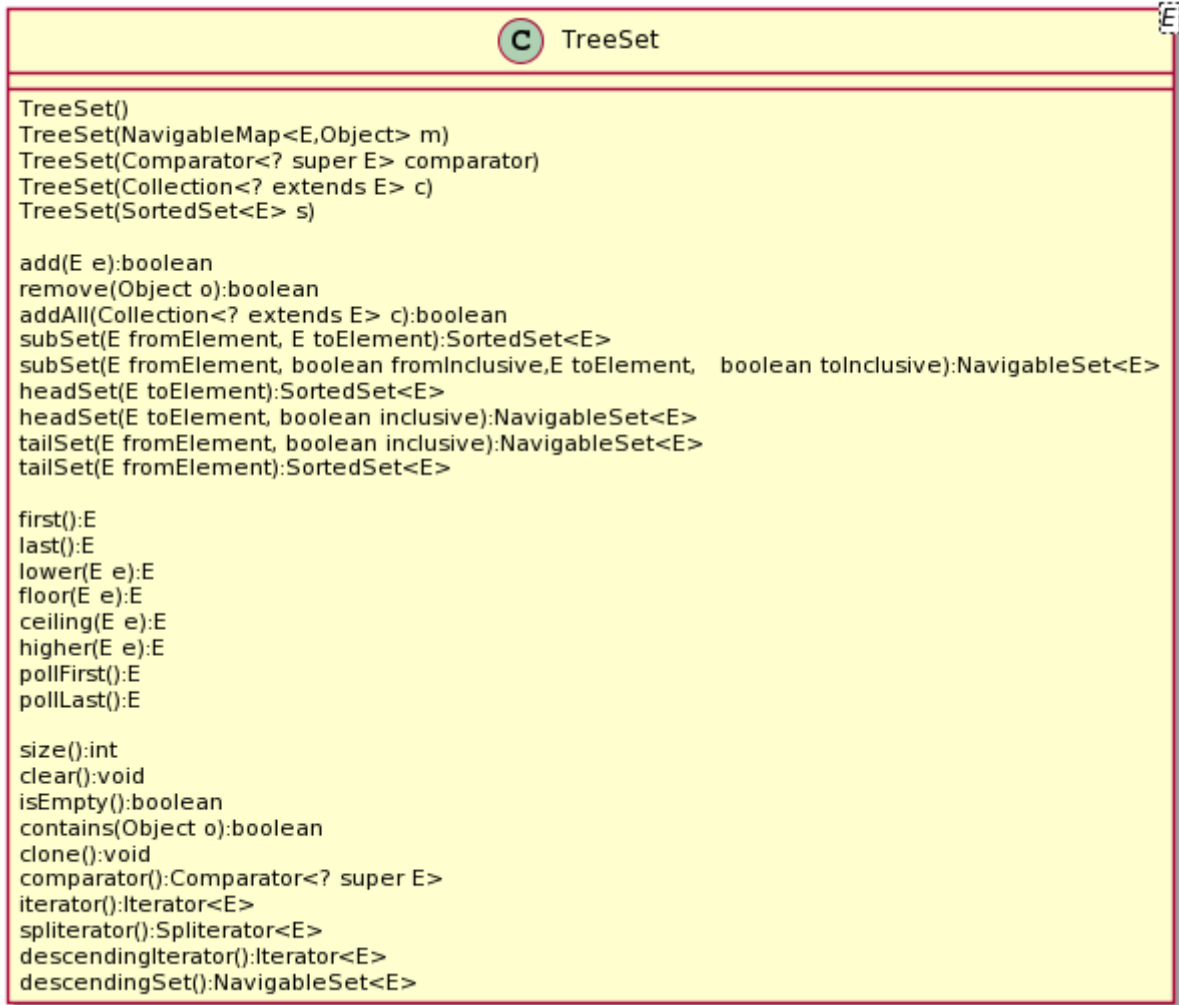 E
C TreeSet
TreeSet()
TreeSet(NavigableMap<E,Object> m)
TreeSet(Comparator<? super E> comparator)
TreeSet(Collection<? extends E> c)
TreeSet(SortedSet<E> s)
add(E e):boolean
remove(Object o):boolean
addAll(Collection<? extends E> c):boolean
subSet(E fromElement, E toElement):SortedSet<E>
subSet(E fromElement, boolean fromInclusive,E toElement,   boolean toInclusive):NavigableSet<E>
headSet(E toElement):SortedSet<E>
headSet(E toElement, boolean inclusive):NavigableSet<E>
tailSet(E fromElement, boolean inclusive):NavigableSet<E>
tailSet(E fromElement):SortedSet<E>
first():E
last():E
lower(E e):E
floor(E e):E
ceiling(E e):E
higher(E e):E
pollFirst():E
pollLast():E
size():int
clear():void
isEmpty():boolean
contains(Object o):boolean
clone():void
comparator():Comparator<? super E>
iterator():Iterator<E>
spliterator():Spliterator<E>
descendingIterator():Iterator<E>
descendingSet():NavigableSet<E>